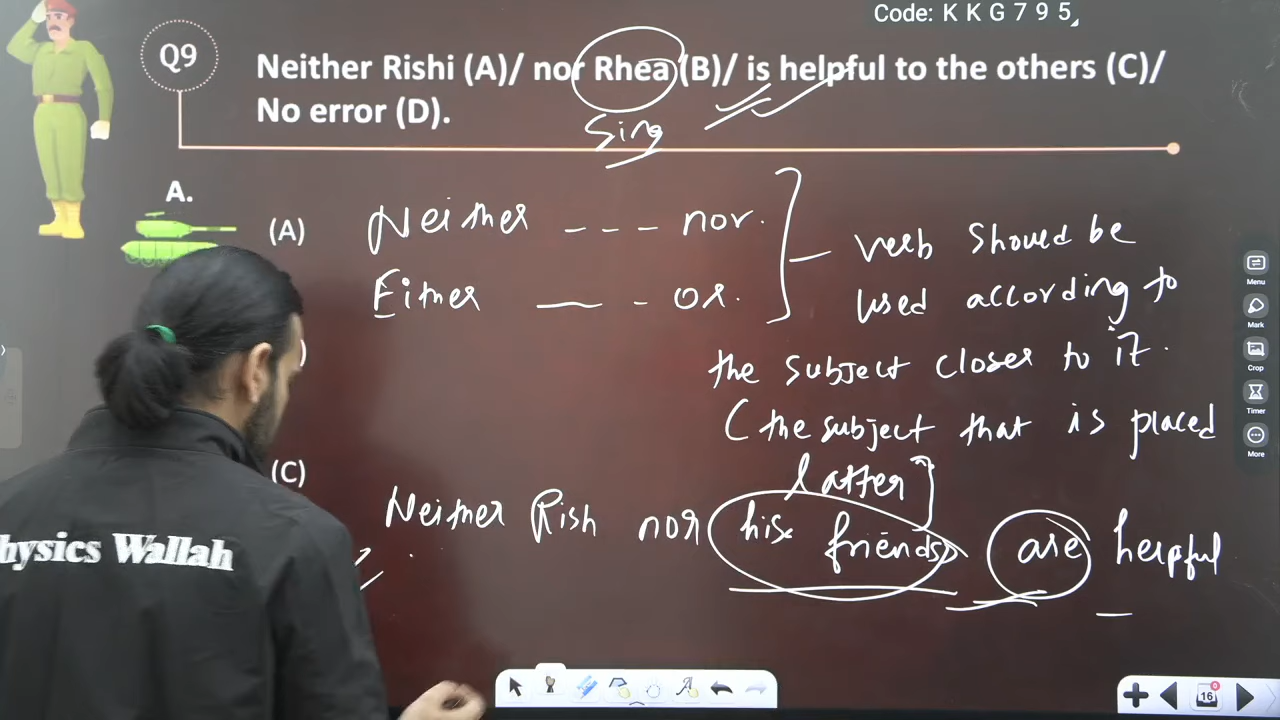 Code: K K G 7 9 5
Q9
Neither Rishi (A)/ nor Rhea (B)/ is helpful to the others (C)/
No error (D).
Sing
A.
(A)
Neither --- nor.
Either — - or.
verb should be
used according to
the subject closer to it.
(the subject that is placed
latter
(C)
Neither Rish nor his friends are helpful
hysics Wallah
Menu
Mark
Crop
Timer
More
16